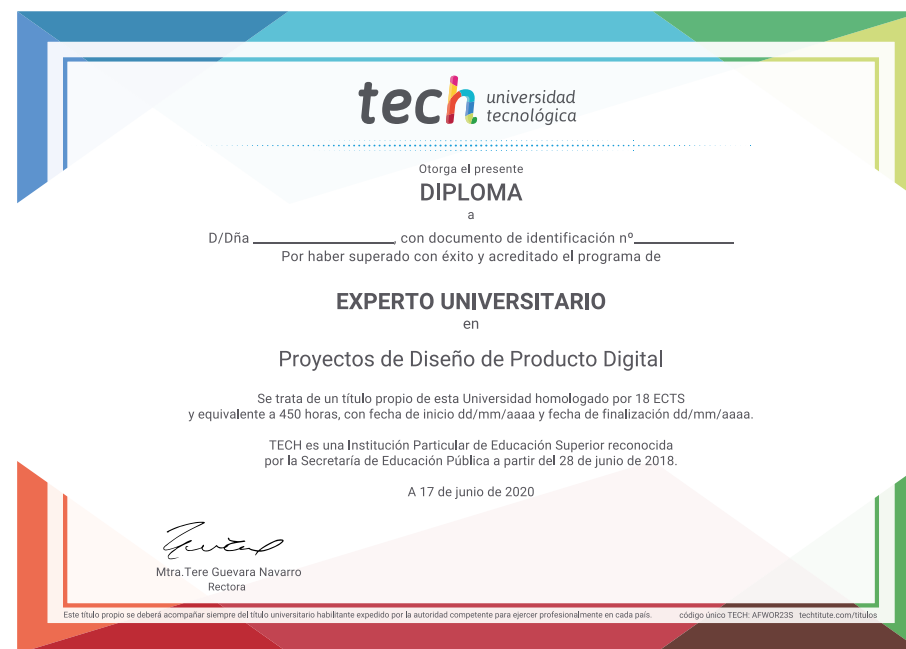 tech universidad
tecnológica
Otorga el presente
DIPLOMA
a
D/Dña ____________________, con documento de identificación nº______________
Por haber superado con éxito y acreditado el programa de
EXPERTO UNIVERSITARIO
en
Proyectos de Diseño de Producto Digital
Se trata de un título propio de esta Universidad homologado por 18 ECTS
y equivalente a 450 horas, con fecha de inicio dd/mm/aaaa y fecha de finalización dd/mm/aaaa.
TECH es una Institución Particular de Educación Superior reconocida
por la Secretaría de Educación Pública a partir del 28 de junio de 2018.
A 17 de junio de 2020
Mtra.Tere Guevara Navarro
Rectora
Este título propio se deberá acompañar siempre del título universitario habilitante expedido por la autoridad competente para ejercer profesionalmente en cada país. código único TECH: AFWOR23S techtitute.com/titulos